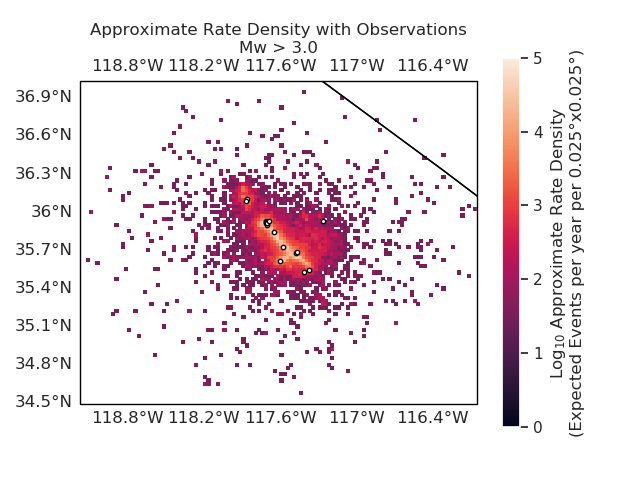 Approximate Rate Density with Observations
Mw > 3.0
118.8°W 118.2°W 117.6°W 117°W 116.4°W
36.9°N
36.6°N
36.3°N
36°N
35.7°N
35.4°N
35.1°N
34.8°N
34.5°N
118.8°W 118.2°W 117.6°W 117°W 116.4°W
5
4
3
2
1
0
Log₁₀ Approximate Rate Density
(Expected Events per year per 0.025°x0.025°)